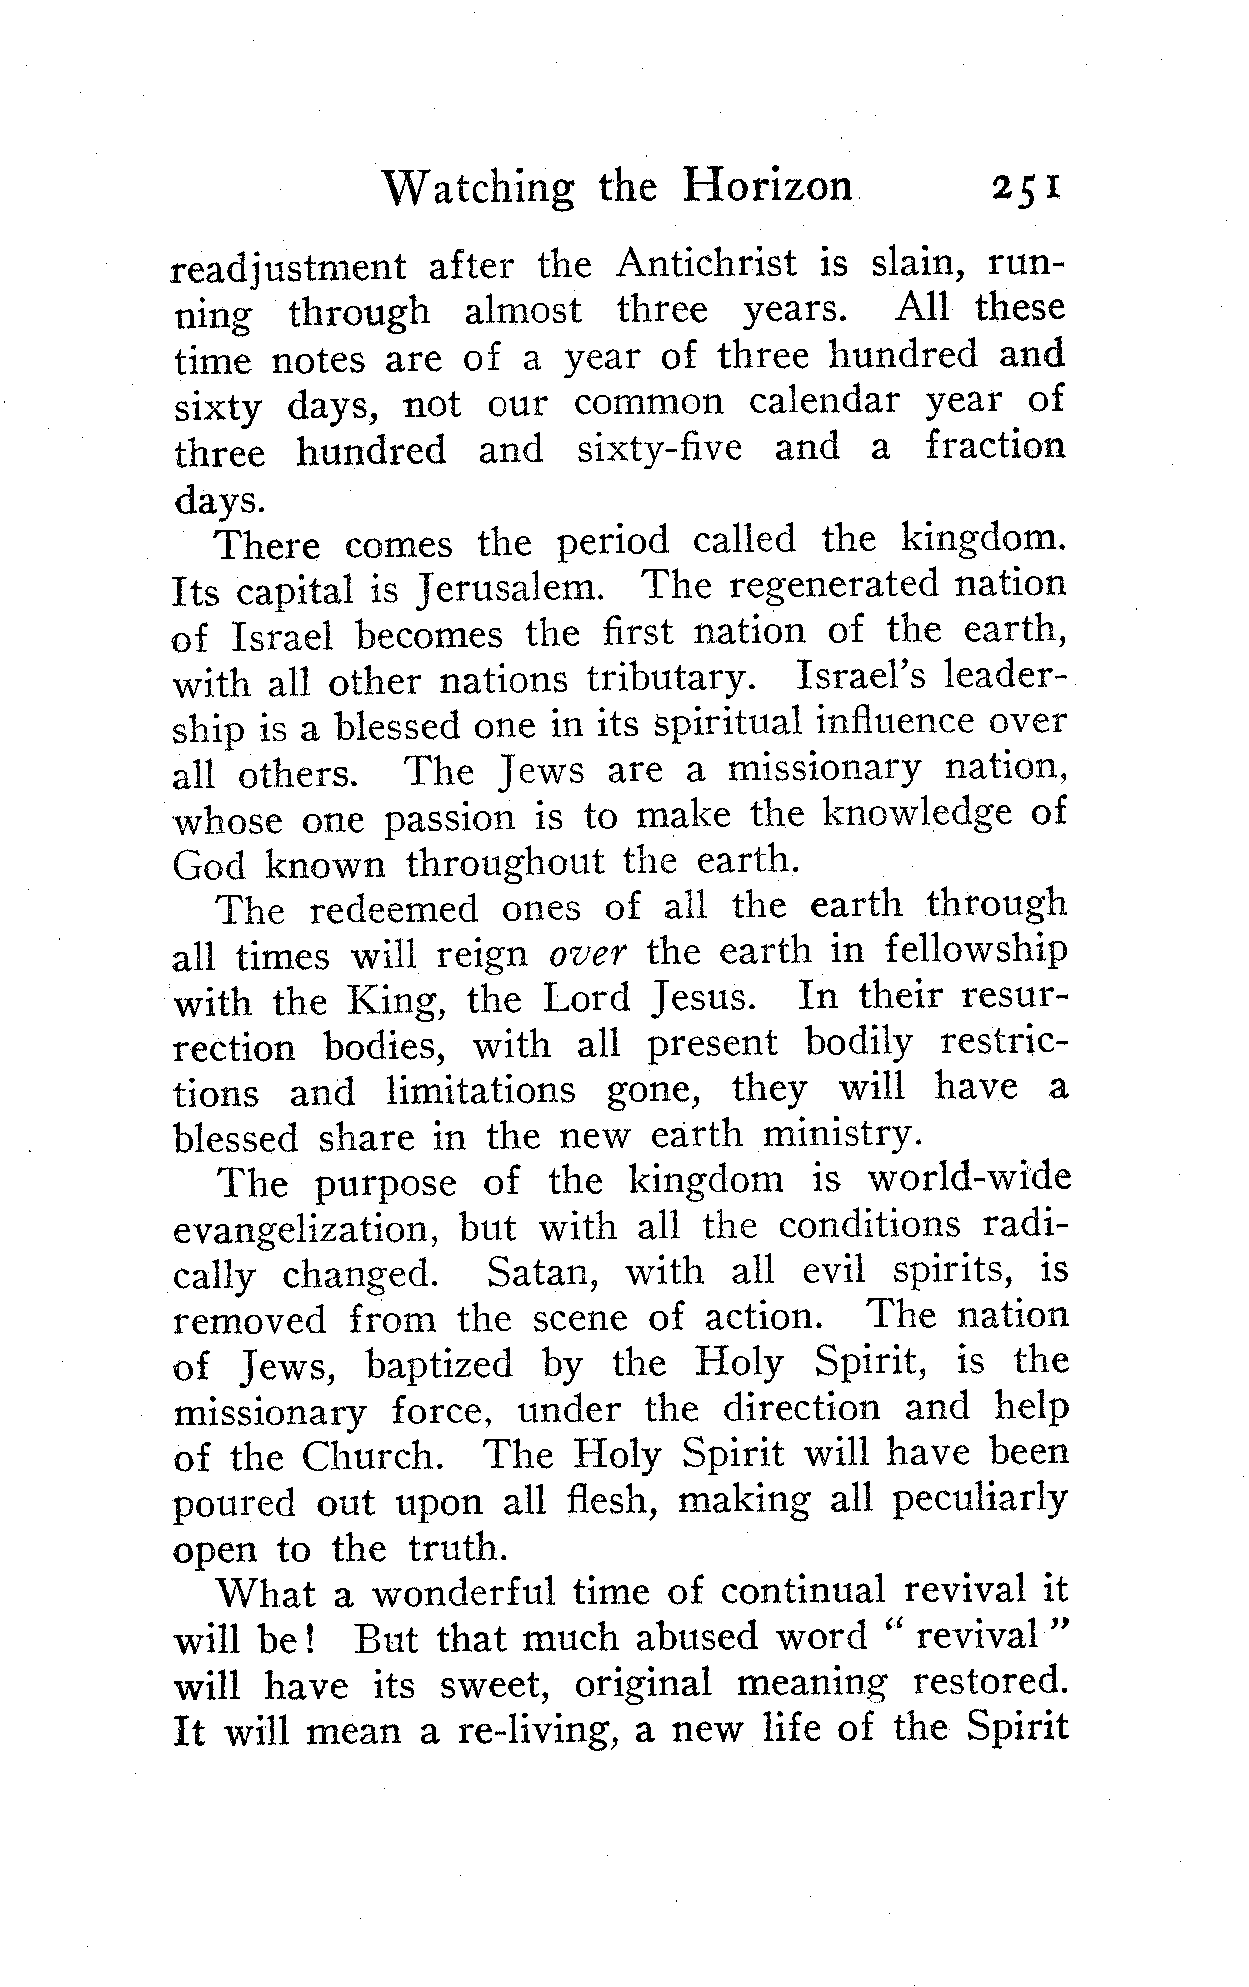 Watching the Horizon 251
readjustment after the Antichrist is slain, run-
ning through almost three years. All these
time notes are of a year of three hundred and
sixty days, not our common calendar year of
three hundred and sixty-five and a fraction
days.
There comes the period called the kingdom.
Its capital is Jerusalem. The regenerated nation
of Israel becomes the first nation of the earth,
with all other nations tributary. Israel's leader-
ship is a blessed one in its spiritual influence over
all others. The Jews are a missionary nation,
whose one passion is to make the knowledge of
God known throughout the earth.
The redeemed ones of all the earth through
all times will reign over the earth in fellowship
with the King, the Lord Jesus. In their resur-
rection bodies, with all present bodily restric-
tions and limitations gone, they will have a
blessed share in the new earth ministry.
The purpose of the kingdom is world-wide
evangelization, but with all the conditions radi-
cally changed. Satan, with all evil spirits, is
removed from the scene of action. The nation
of Jews, baptized by the Holy Spirit, is the
missionary force, under the direction and help
of the Church. The Holy Spirit will have been
poured out upon all flesh, making all peculiarly
open to the truth.
What a wonderful time of continual revival it
will be! But that much abused word " revival "
will have its sweet, original meaning restored.
It will mean a re-living, a new life of the Spirit